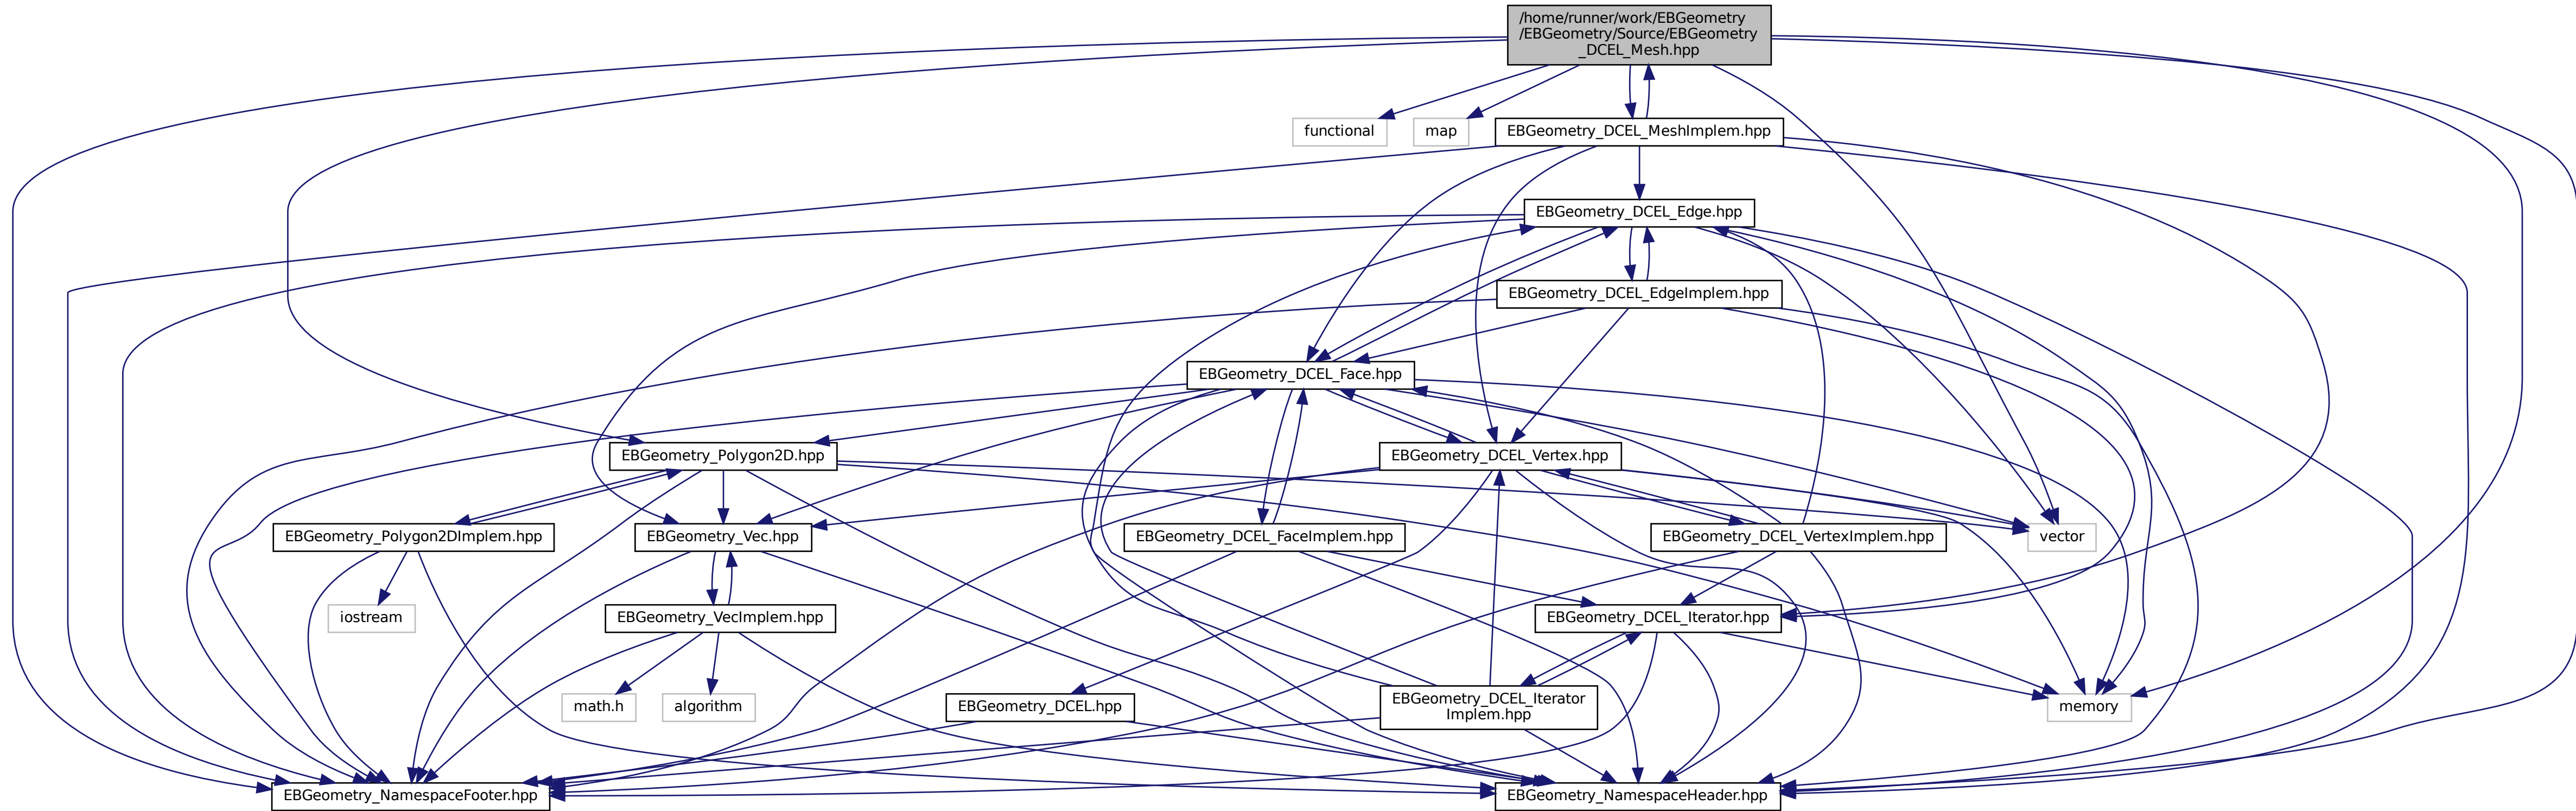 /home/runner/work/EBGeometry
/EBGeometry/Source/EBGeometry
_DCEL_Mesh.hpp
functional
map
EBGeometry_DCEL_MeshImplem.hpp
EBGeometry_DCEL_Edge.hpp
EBGeometry_DCEL_EdgeImplem.hpp
EBGeometry_DCEL_Face.hpp
EBGeometry_Polygon2D.hpp
EBGeometry_DCEL_Vertex.hpp
EBGeometry_Polygon2DImplem.hpp
EBGeometry_Vec.hpp
EBGeometry_DCEL_FaceImplem.hpp
EBGeometry_DCEL_VertexImplem.hpp
vector
iostream
EBGeometry_VecImplem.hpp
EBGeometry_DCEL_Iterator.hpp
math.h
algorithm
EBGeometry_DCEL.hpp
EBGeometry_DCEL_Iterator
Implem.hpp
memory
EBGeometry_NamespaceFooter.hpp
EBGeometry_NamespaceHeader.hpp